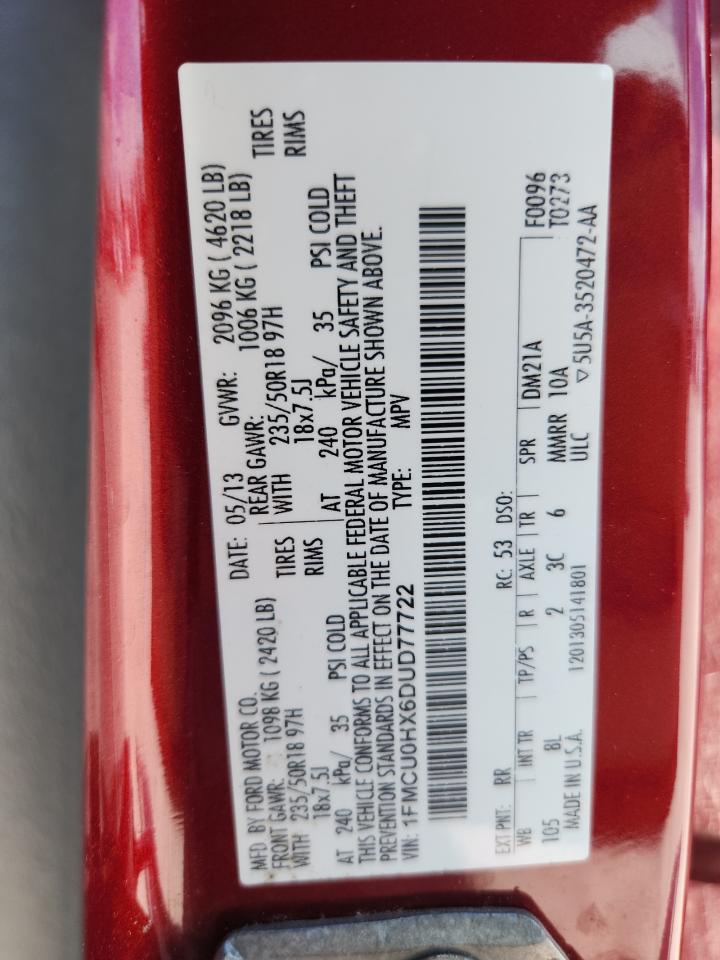 MFD. BY FORD MOTOR CO.
DATE: 05/13 GVWR: 2096 KG ( 4620 LB)
FRONT GAWR: 1098 KG ( 2420 LB)
REAR GAWR: 1006 KG ( 2218 LB)
WITH 235/50R18 97H TIRES
WITH 235/50R18 97H TIRES
18x7.5J RIMS
18x7.5J RIMS
AT 240 kPa/ 35 PSI COLD
AT 240 kPa/ 35 PSI COLD
THIS VEHICLE CONFORMS TO ALL APPLICABLE FEDERAL MOTOR VEHICLE SAFETY AND THEFT
PREVENTION STANDARDS IN EFFECT ON THE DATE OF MANUFACTURE SHOWN ABOVE.
VIN: 1FMCU0HX6DUD77722 TYPE: MPV
EXT PNT: RR RC: 53 DSO: F0096
WB INT TR TP/PS R AXLE TR SPR DM21A T0273
105 8L 2 3C 6 MMRR 10A
MADE IN U.S.A. 1201305141801 ULC ▽5U5A-3520472-AA